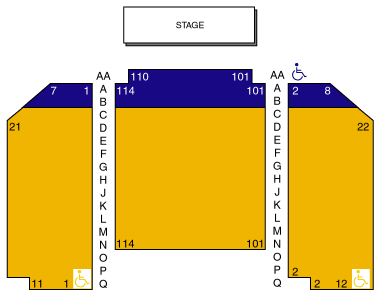 STAGE
AA 110 101 AA
7 1 A 114 101 A 2 8
B B
C C
21 D D 22
E E
F F
G G
H H
J J
K K
L L
M M
114 N 101 N
O O
P P 2
11 1 Q Q 2 12